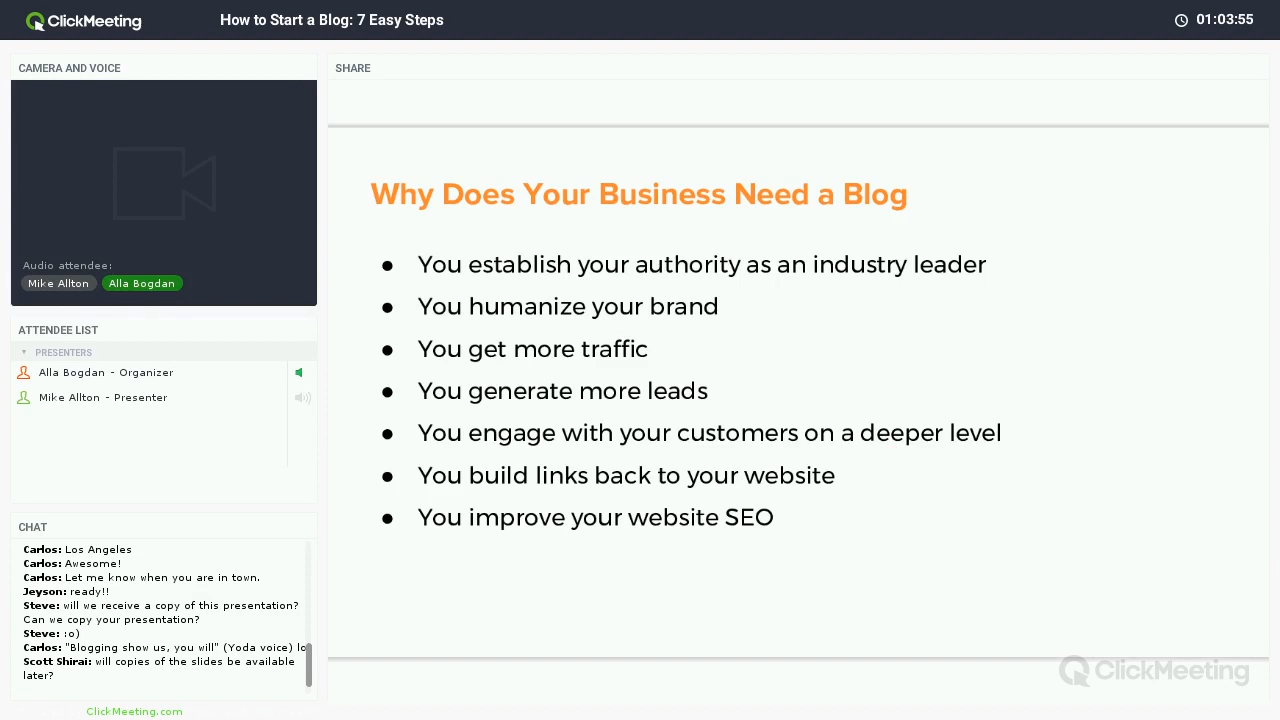 ClickMeeting
How to Start a Blog: 7 Easy Steps
01:03:55
CAMERA AND VOICE
Audio attendee:
Mike Allton
Alla Bogdan
ATTENDEE LIST
PRESENTERS
Alla Bogdan - Organizer
Mike Allton - Presenter
CHAT
Carlos: Los Angeles
Carlos: Awesome!
Carlos: Let me know when you are in town.
Jeyson: ready!!
Steve: will we receive a copy of this presentation?
Can we copy your presentation?
Steve: :o)
Carlos: "Blogging show us, you will" (Yoda voice) lo
Scott Shirai: will copies of the slides be available
later?
ClickMeeting.com
SHARE
Why Does Your Business Need a Blog
● You establish your authority as an industry leader
● You humanize your brand
● You get more traffic
● You generate more leads
● You engage with your customers on a deeper level
● You build links back to your website
● You improve your website SEO
ClickMeeting